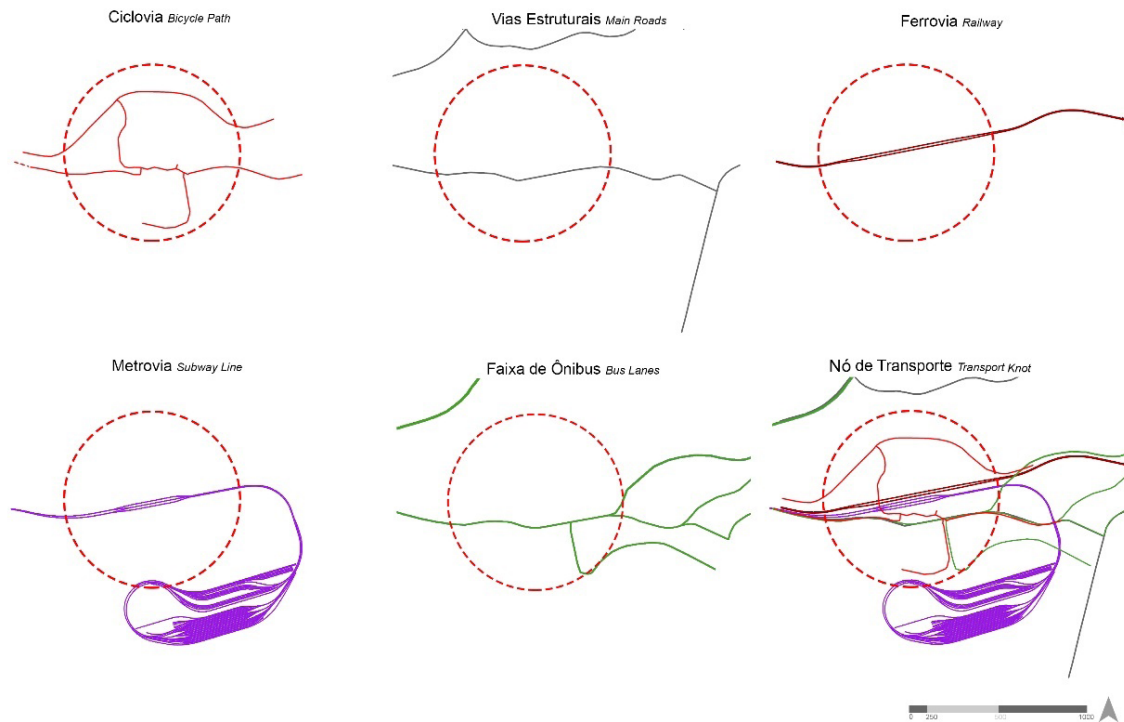 Ciclovia Bicycle Path
Vias Estruturais Main Roads
Ferrovia Railway
Metrovia Subway Line
Faixa de Ônibus Bus Lanes
Nó de Transporte Transport Knot
0 250 500 1000